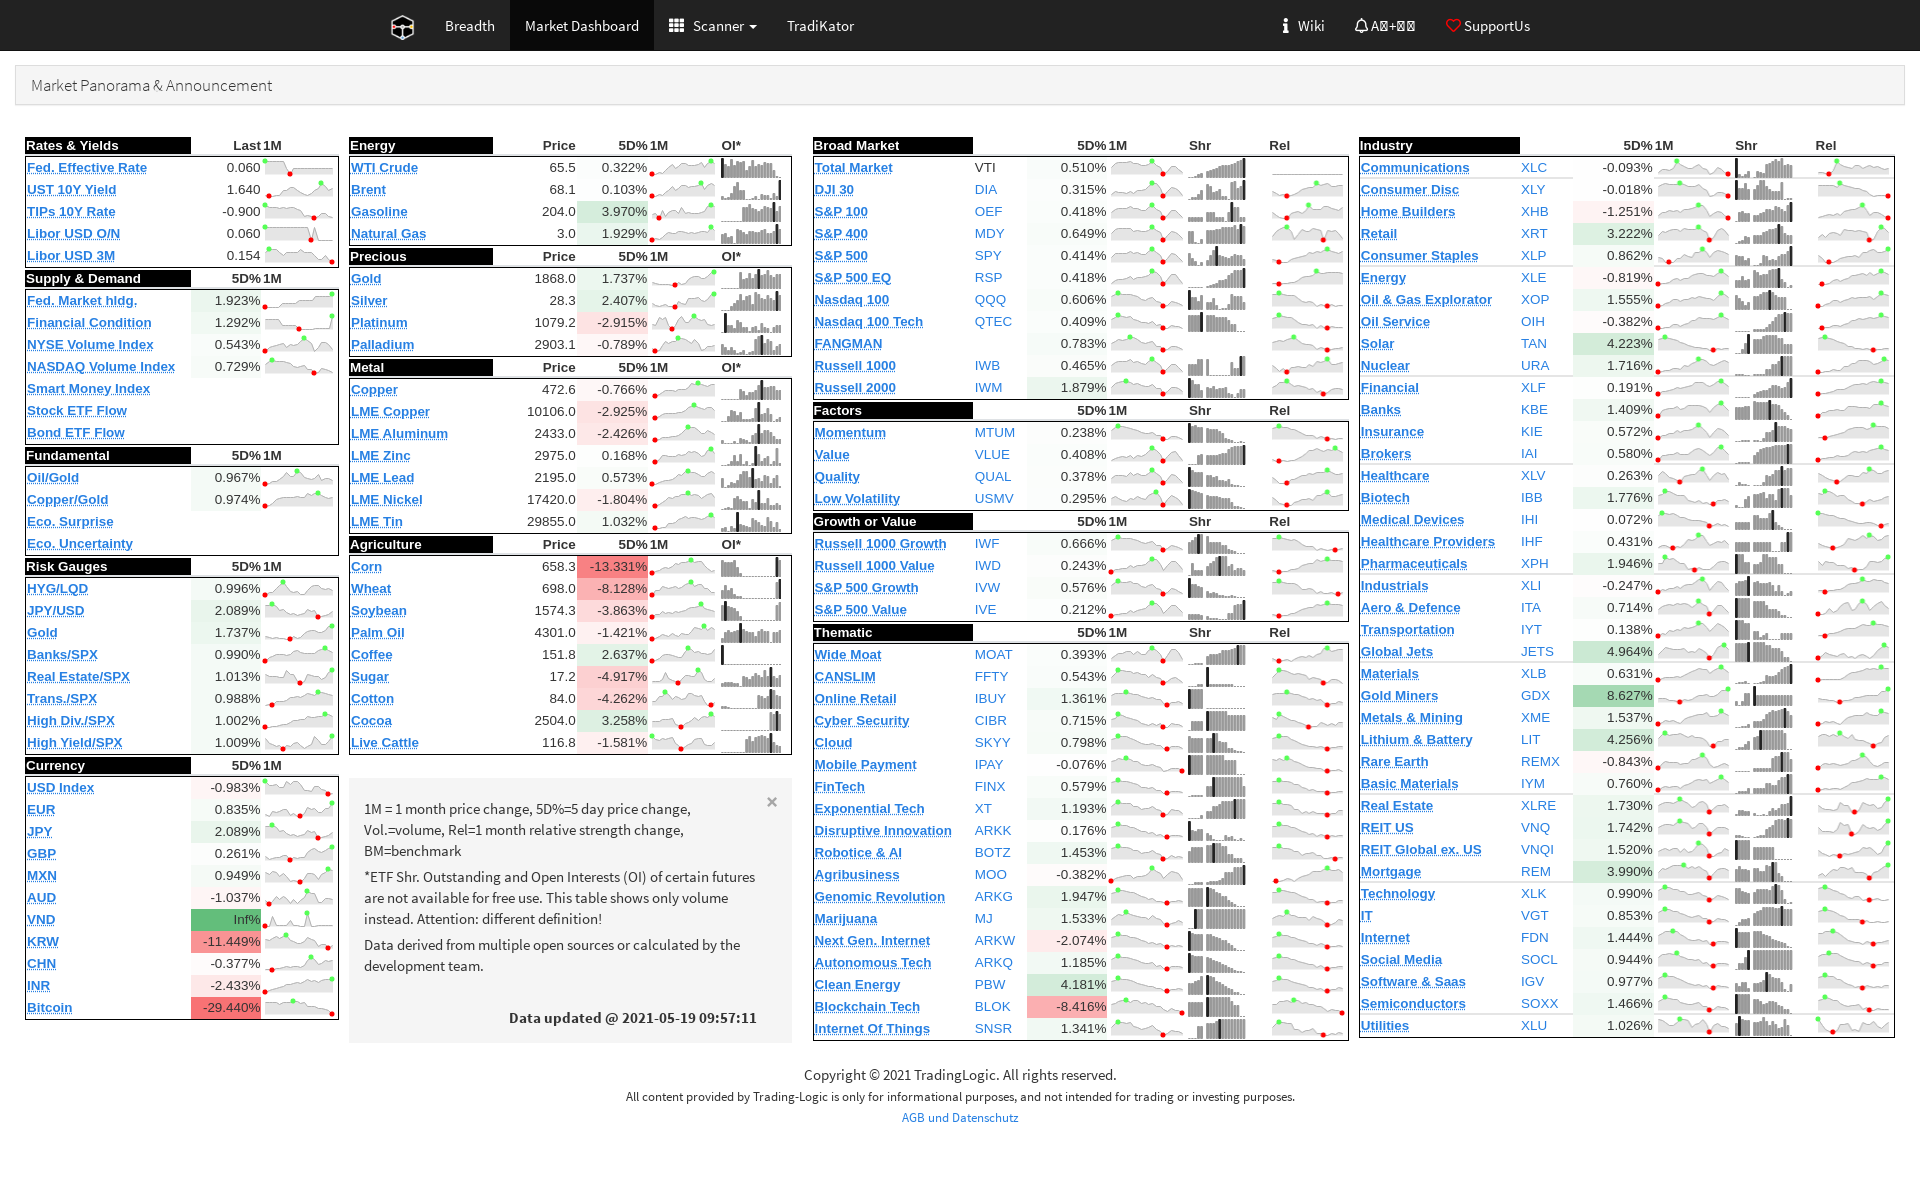 Breadth
Market Dashboard
Scanner
TradiKator
Wiki
SupportUs
Market Panorama & Announcement
Rates & Yields Last 1M
Fed. Effective Rate 0.060
UST 10Y Yield 1.640
TIPs 10Y Rate -0.900
Libor USD O/N 0.060
Libor USD 3M 0.154
Supply & Demand 5D% 1M
Fed. Market hldg. 1.923%
Financial Condition 1.292%
NYSE Volume Index 0.543%
NASDAQ Volume Index 0.729%
Smart Money Index
Stock ETF Flow
Bond ETF Flow
Fundamental 5D% 1M
Oil/Gold 0.967%
Copper/Gold 0.974%
Eco. Surprise
Eco. Uncertainty
Risk Gauges 5D% 1M
HYG/LQD 0.996%
JPY/USD 2.089%
Gold 1.737%
Banks/SPX 0.990%
Real Estate/SPX 1.013%
Trans./SPX 0.988%
High Div./SPX 1.002%
High Yield/SPX 1.009%
Currency 5D% 1M
USD Index -0.983%
EUR 0.835%
JPY 2.089%
GBP 0.261%
MXN 0.949%
AUD -1.037%
VND Inf%
KRW -11.449%
CHN -0.377%
INR -2.433%
Bitcoin -29.440%
Energy Price 5D% 1M OI*
WTI Crude 65.5 0.322%
Brent 68.1 0.103%
Gasoline 204.0 3.970%
Natural Gas 3.0 1.929%
Precious Price 5D% 1M OI*
Gold 1868.0 1.737%
Silver 28.3 2.407%
Platinum 1079.2 -2.915%
Palladium 2903.1 -0.789%
Metal Price 5D% 1M OI*
Copper 472.6 -0.766%
LME Copper 10106.0 -2.925%
LME Aluminum 2433.0 -2.426%
LME Zinc 2975.0 0.168%
LME Lead 2195.0 0.573%
LME Nickel 17420.0 -1.804%
LME Tin 29855.0 1.032%
Agriculture Price 5D% 1M OI*
Corn 658.3 -13.331%
Wheat 698.0 -8.128%
Soybean 1574.3 -3.863%
Palm Oil 4301.0 -1.421%
Coffee 151.8 2.637%
Sugar 17.2 -4.917%
Cotton 84.0 -4.262%
Cocoa 2504.0 3.258%
Live Cattle 116.8 -1.581%
×
1M = 1 month price change, 5D%=5 day price change,
Vol.=volume, Rel=1 month relative strength change,
BM=benchmark
*ETF Shr. Outstanding and Open Interests (OI) of certain futures
are not available for free use. This table shows only volume
instead. Attention: different definition!
Data derived from multiple open sources or calculated by the
development team.
Data updated @ 2021-05-19 09:57:11
Broad Market 5D% 1M Shr Rel
Total Market VTI 0.510%
DJI 30 DIA 0.315%
S&P 100 OEF 0.418%
S&P 400 MDY 0.649%
S&P 500 SPY 0.414%
S&P 500 EQ RSP 0.418%
Nasdaq 100 QQQ 0.606%
Nasdaq 100 Tech QTEC 0.409%
FANGMAN 0.783%
Russell 1000 IWB 0.465%
Russell 2000 IWM 1.879%
Factors 5D% 1M Shr Rel
Momentum MTUM 0.238%
Value VLUE 0.408%
Quality QUAL 0.378%
Low Volatility USMV 0.295%
Growth or Value 5D% 1M Shr Rel
Russell 1000 Growth IWF 0.666%
Russell 1000 Value IWD 0.243%
S&P 500 Growth IVW 0.576%
S&P 500 Value IVE 0.212%
Thematic 5D% 1M Shr Rel
Wide Moat MOAT 0.393%
CANSLIM FFTY 0.543%
Online Retail IBUY 1.361%
Cyber Security CIBR 0.715%
Cloud SKYY 0.798%
Mobile Payment IPAY -0.076%
FinTech FINX 0.579%
Exponential Tech XT 1.193%
Disruptive Innovation ARKK 0.176%
Robotice & AI BOTZ 1.453%
Agribusiness MOO -0.382%
Genomic Revolution ARKG 1.947%
Marijuana MJ 1.533%
Next Gen. Internet ARKW -2.074%
Autonomous Tech ARKQ 1.185%
Clean Energy PBW 4.181%
Blockchain Tech BLOK -8.416%
Internet Of Things SNSR 1.341%
Industry 5D% 1M Shr Rel
Communications XLC -0.093%
Consumer Disc XLY -0.018%
Home Builders XHB -1.251%
Retail XRT 3.222%
Consumer Staples XLP 0.862%
Energy XLE -0.819%
Oil & Gas Explorator XOP 1.555%
Oil Service OIH -0.382%
Solar TAN 4.223%
Nuclear URA 1.716%
Financial XLF 0.191%
Banks KBE 1.409%
Insurance KIE 0.572%
Brokers IAI 0.580%
Healthcare XLV 0.263%
Biotech IBB 1.776%
Medical Devices IHI 0.072%
Healthcare Providers IHF 0.431%
Pharmaceuticals XPH 1.946%
Industrials XLI -0.247%
Aero & Defence ITA 0.714%
Transportation IYT 0.138%
Global Jets JETS 4.964%
Materials XLB 0.631%
Gold Miners GDX 8.627%
Metals & Mining XME 1.537%
Lithium & Battery LIT 4.256%
Rare Earth REMX -0.843%
Basic Materials IYM 0.760%
Real Estate XLRE 1.730%
REIT US VNQ 1.742%
REIT Global ex. US VNQI 1.520%
Mortgage REM 3.990%
Technology XLK 0.990%
IT VGT 0.853%
Internet FDN 1.444%
Social Media SOCL 0.944%
Software & Saas IGV 0.977%
Semiconductors SOXX 1.466%
Utilities XLU 1.026%
Copyright © 2021 TradingLogic. All rights reserved.
All content provided by Trading-Logic is only for informational purposes, and not intended for trading or investing purposes.
AGB und Datenschutz